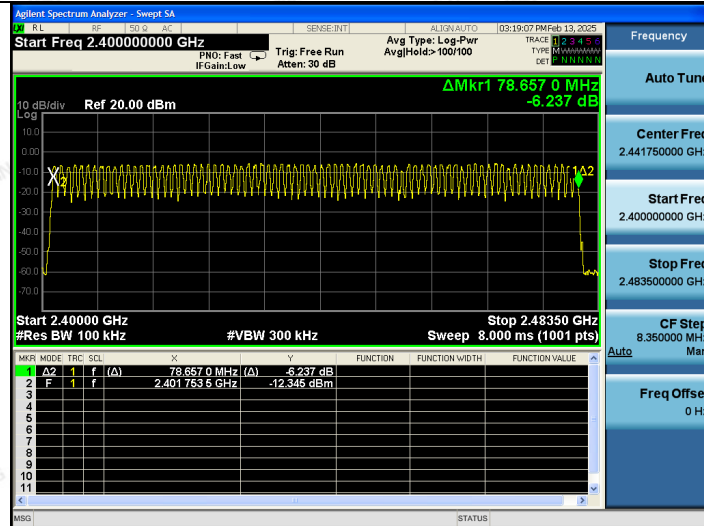 Agilent Spectrum Analyzer - Swept SA
LXI RL RF 50 Ω AC SENSE:INT ALIGNAUTO 03:19:07 PM Feb 13, 2025
Start Freq 2.400000000 GHz
PNO: Fast
IFGain:Low
Trig: Free Run
Atten: 30 dB
Avg Type: Log-Pwr
Avg|Hold:>100/100
TRACE 1 2 3 4 5 6
TYPE M
DET P N N N N N
ΔMkr1 78.657 0 MHz
-6.237 dB
10 dB/div Ref 20.00 dBm
Log
10.0
0.00
-10.0
-20.0
-30.0
-40.0
-50.0
-60.0
-70.0
2
1Δ2
Start 2.40000 GHz Stop 2.48350 GHz
#Res BW 100 kHz #VBW 300 kHz Sweep 8.000 ms (1001 pts)
MKR MODE TRC SCL X Y FUNCTION FUNCTION WIDTH FUNCTION VALUE
1 Δ2 1 f (Δ) 78.657 0 MHz (Δ) -6.237 dB
2 F 1 f 2.401 753 5 GHz -12.345 dBm
3
4
5
6
7
8
9
10
11
MSG STATUS
Frequency
Auto Tune
Center Freq
2.441750000 GHz
Start Freq
2.400000000 GHz
Stop Freq
2.483500000 GHz
CF Step
8.350000 MHz
Auto Man
Freq Offset
0 Hz